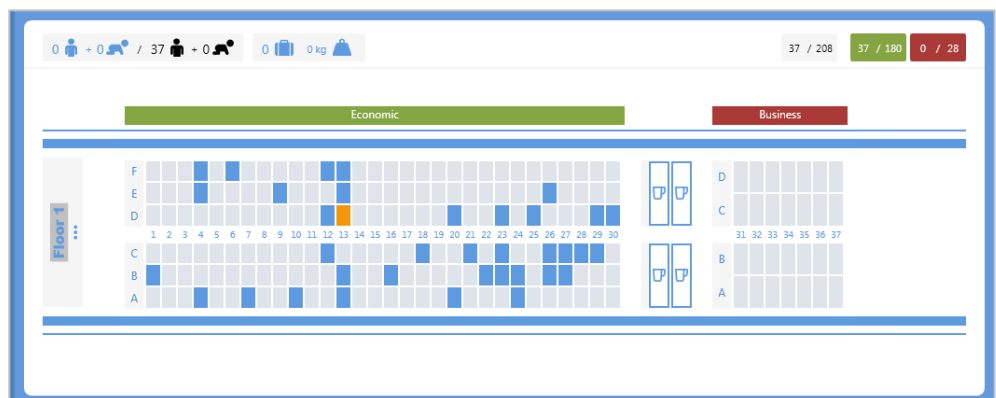 0 + 0 / 37 + 0 0 0 kg 37 / 208 37 / 180 0 / 28
Economic Business
Floor 1
F
E
D
1 2 3 4 5 6 7 8 9 10 11 12 13 14 15 16 17 18 19 20 21 22 23 24 25 26 27 28 29 30
C
B
A
D
C
31 32 33 34 35 36 37
B
A